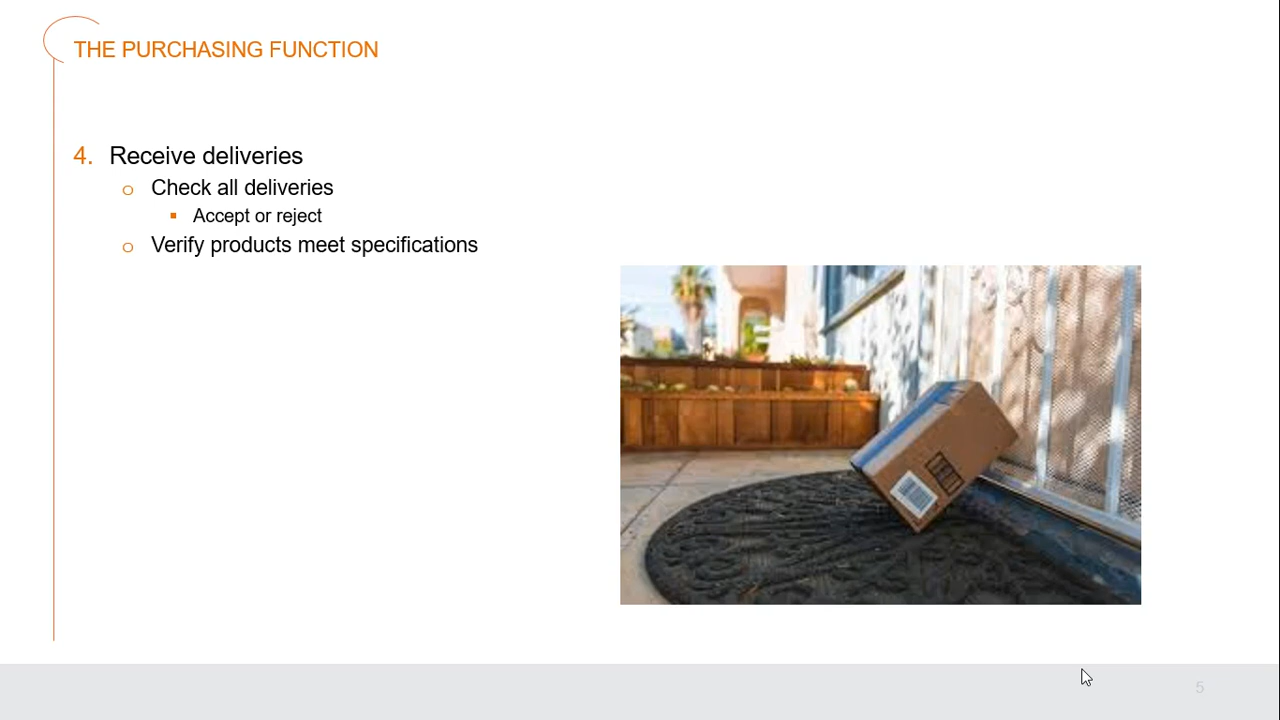 THE PURCHASING FUNCTION
4. Receive deliveries
o Check all deliveries
▪ Accept or reject
o Verify products meet specifications
5